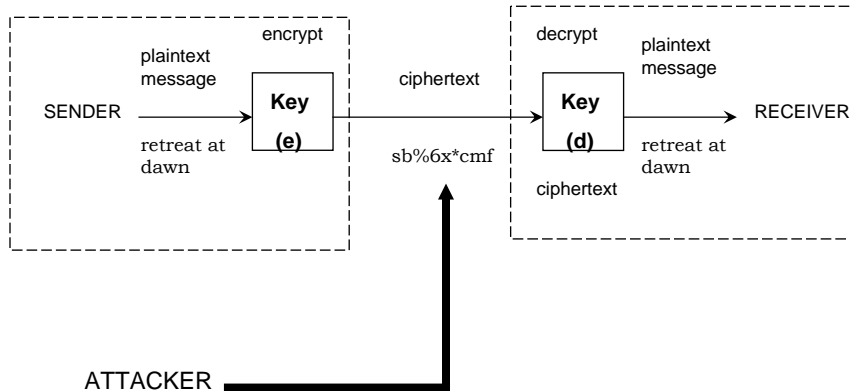 encrypt
plaintext
message
SENDER
Key
(e)
retreat at
dawn
ciphertext
sb%6x*cmf
decrypt
plaintext
message
Key
(d)
RECEIVER
retreat at
dawn
ciphertext
ATTACKER